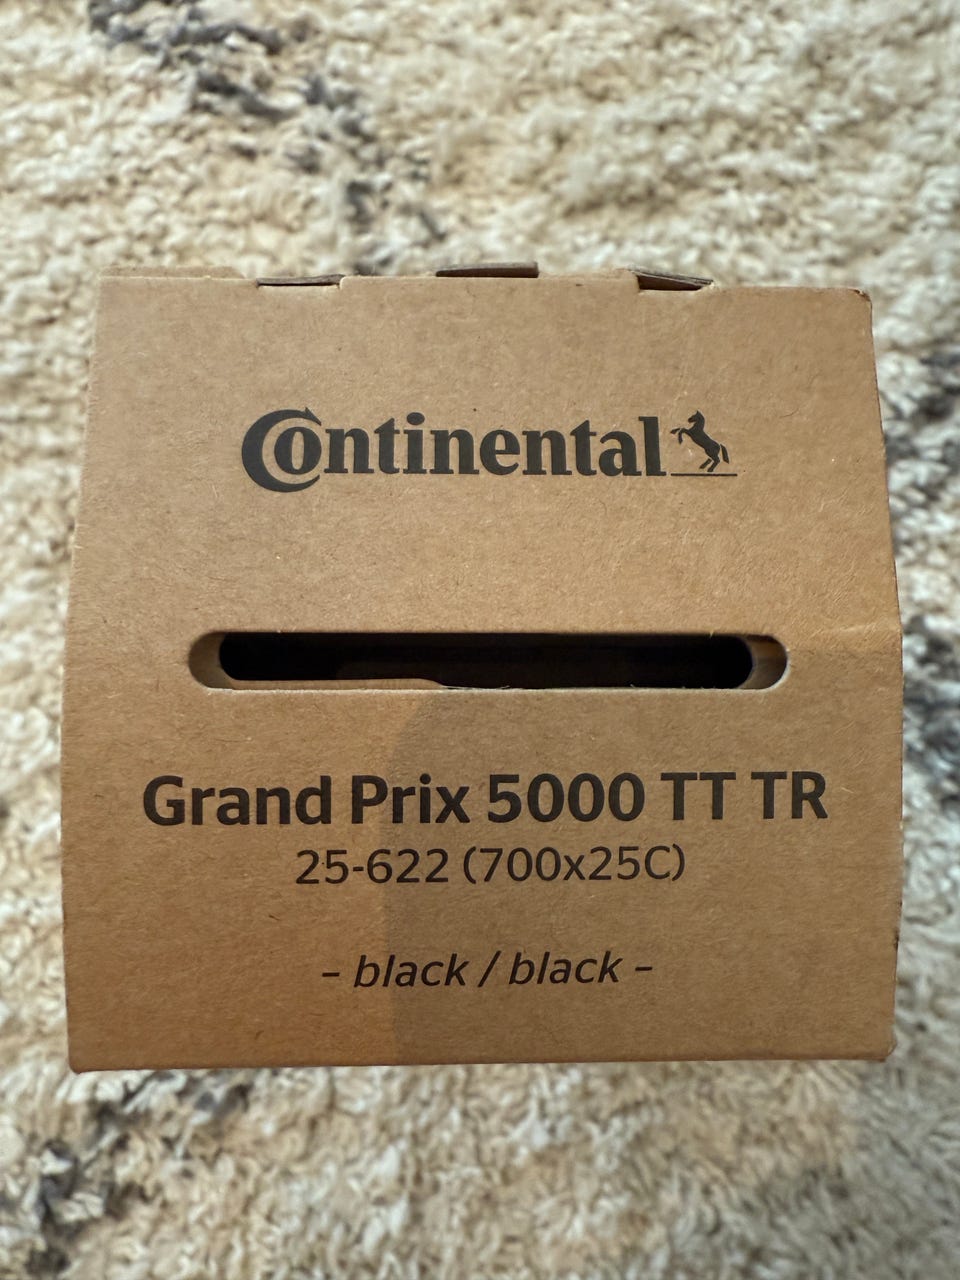 Continental
Grand Prix 5000 TT TR
25-622 (700x25C)
– black / black –